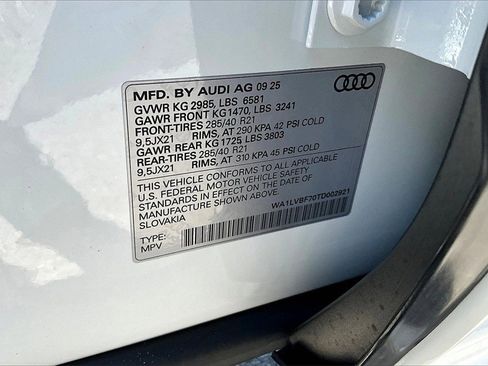 MFD. BY AUDI AG 09 25
GVWR KG 2985, LBS 6581
GAWR FRONT KG1470, LBS 3241
FRONT-TIRES 285/40 R21
9,5JX21 RIMS, AT 290 KPA 42 PSI COLD
GAWR REAR KG 1725, LBS 3803
REAR-TIRES 285/40 R21
9,5JX21 RIMS, AT 310 KPA 45 PSI COLD
THIS VEHICLE CONFORMS TO ALL APPLICABLE
U.S. FEDERAL MOTOR VEHICLE SAFETY
STANDARDS IN EFFECT ON THE DATE OF
MANUFACTURE SHOWN ABOVE.
SLOVAKIA
WA1LVBF70TD002921
TYPE:
MPV